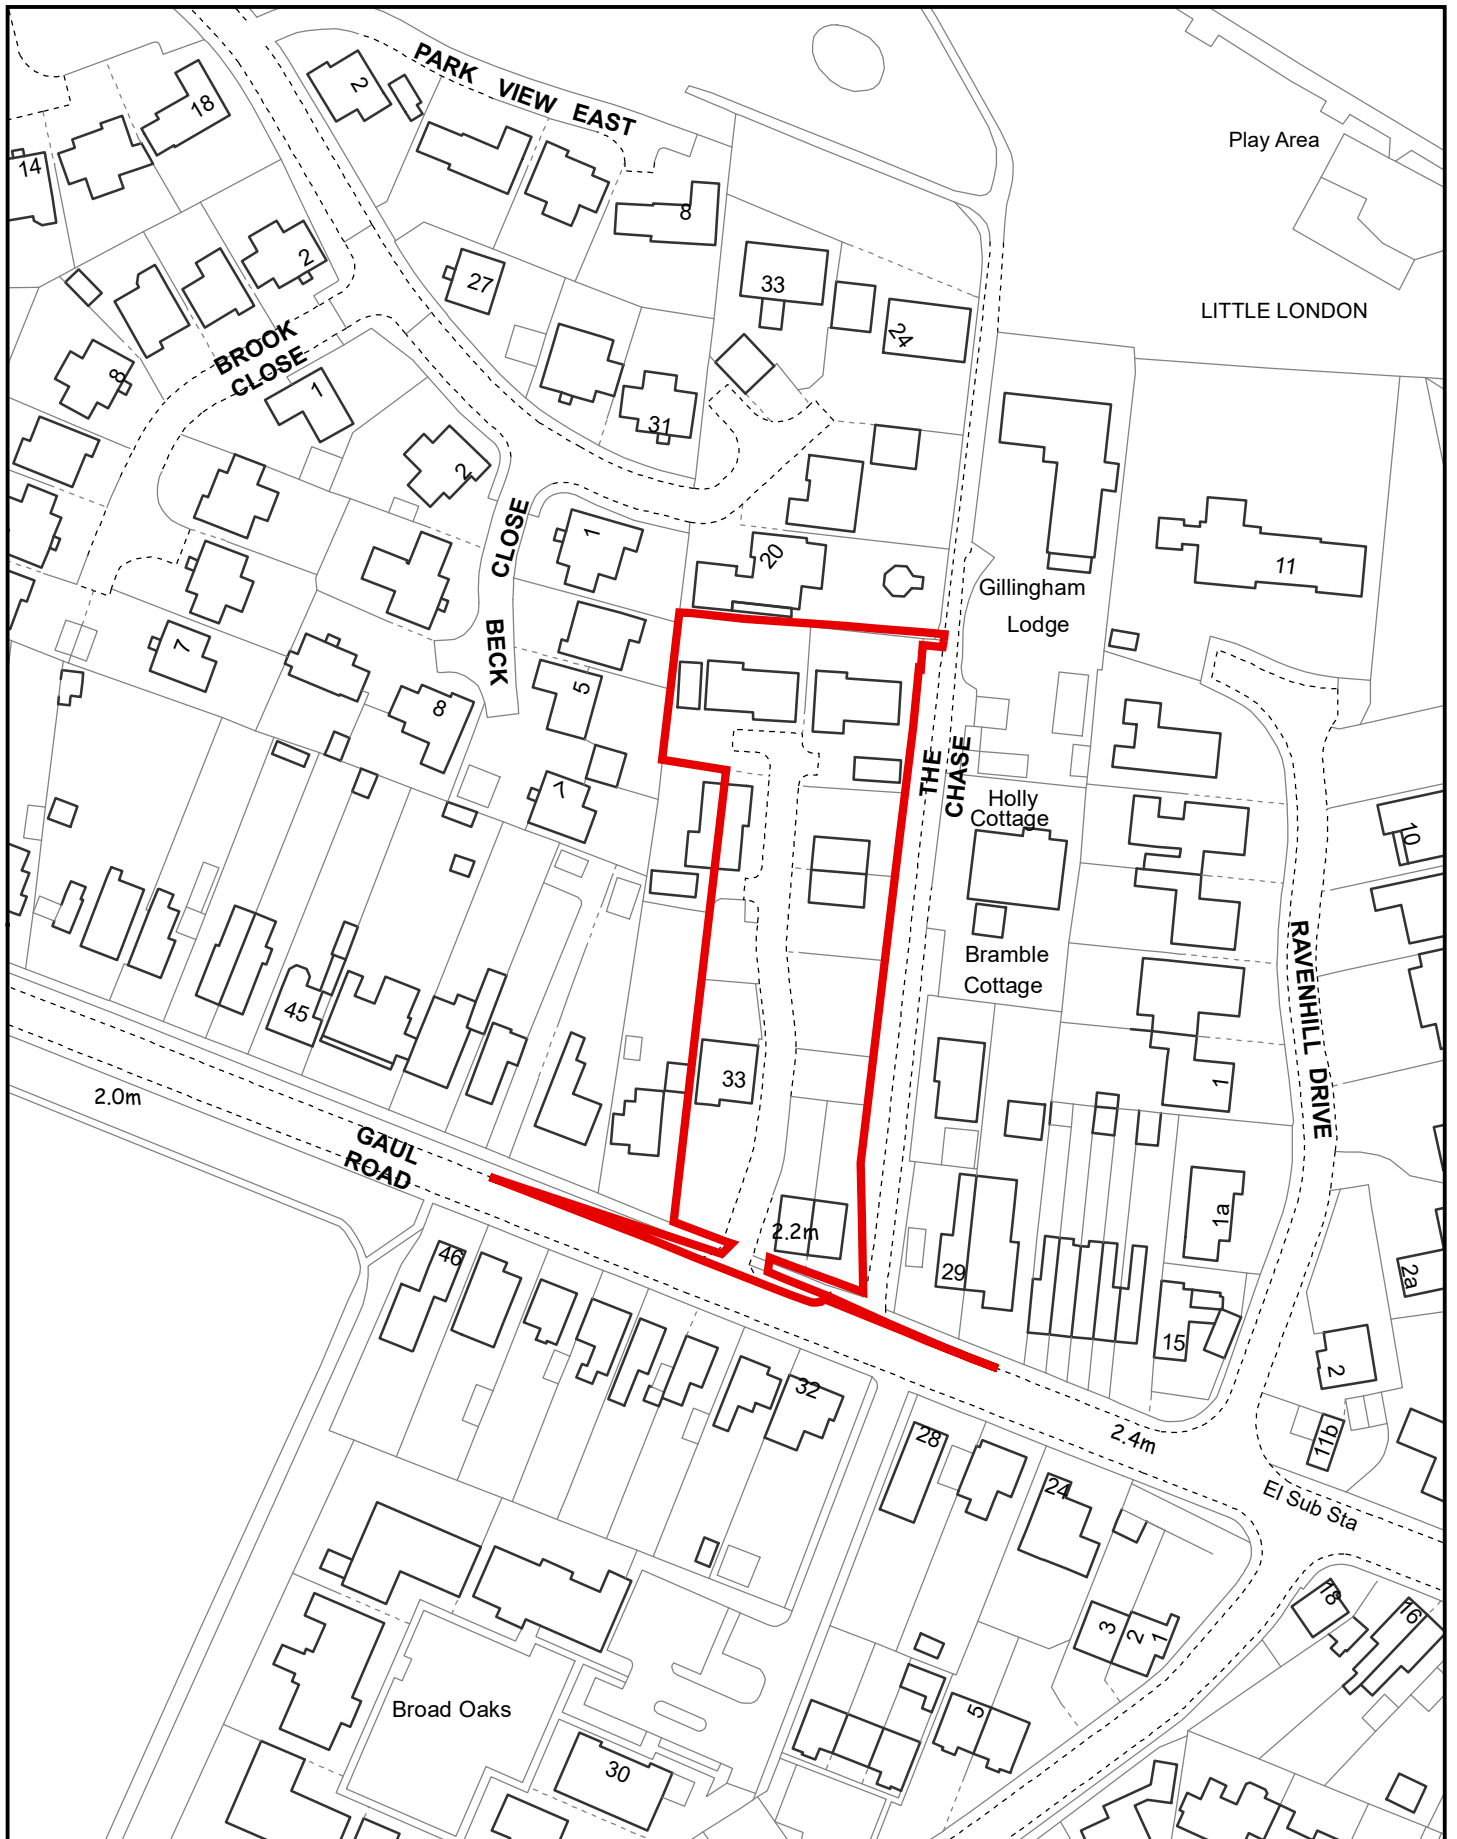 PARK VIEW EAST
2
18
14
Play Area
8
2
27
33
24
LITTLE LONDON
BROOK
CLOSE
8
1
31
2
CLOSE
1
20
11
Gillingham
Lodge
BECK
7
5
8
THE
CHASE
7
Holly
Cottage
10
Bramble
Cottage
RAVENHILL DRIVE
45
33
1
2.0m
GAUL
ROAD
1a
2.2m
46
29
2a
15
2
32
28
2.4m
11b
24
El Sub Sta
18
16
3
2
1
Broad Oaks
5
30